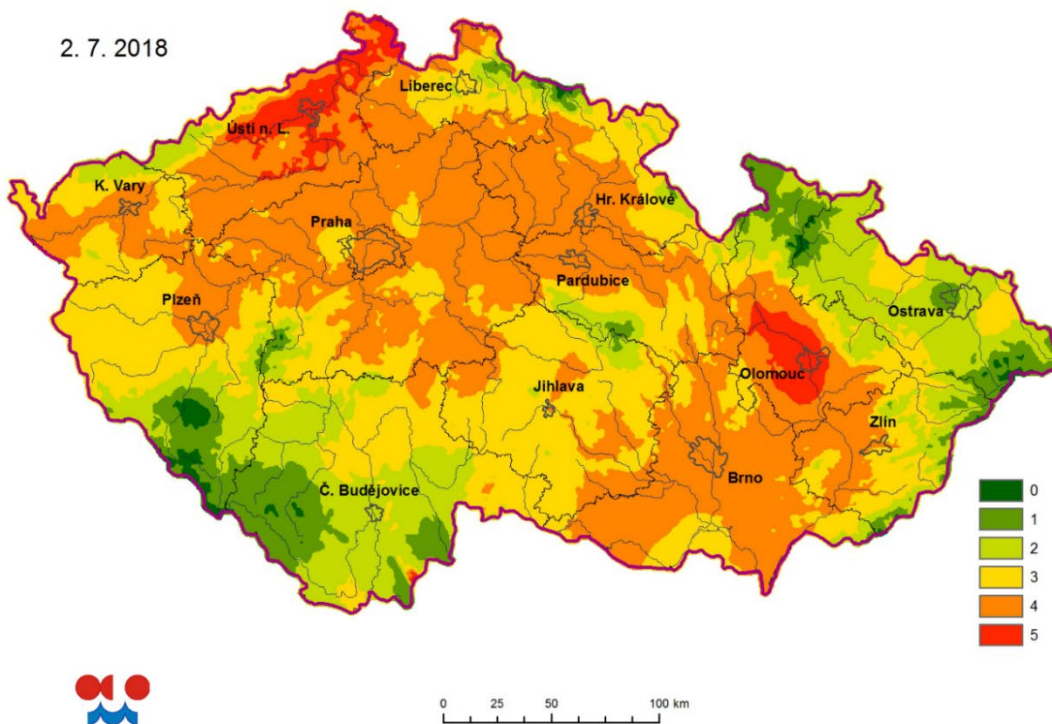 2. 7. 2018
Liberec
Ústí n. L.
K. Vary
Hr. Králové
Praha
Pardubice
Plzeň
Ostrava
Olomouc
Jihlava
Zlín
Brno
Č. Budějovice
0
1
2
3
4
5
0 25 50 100 km